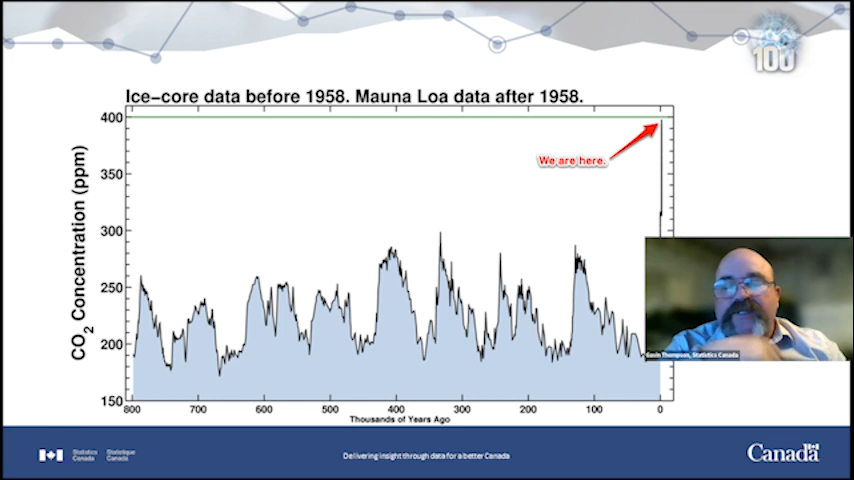 100
Ice-core data before 1958. Mauna Loa data after 1958.
CO2 Concentration (ppm)
400
350
300
250
200
150
We are here.
800 700 600 500 400 300 200 100 0
Thousands of Years Ago
Gavin Thompson, Statistics Canada
Statistics Statistique
Canada Canada
Delivering insight through data for a better Canada
Canada